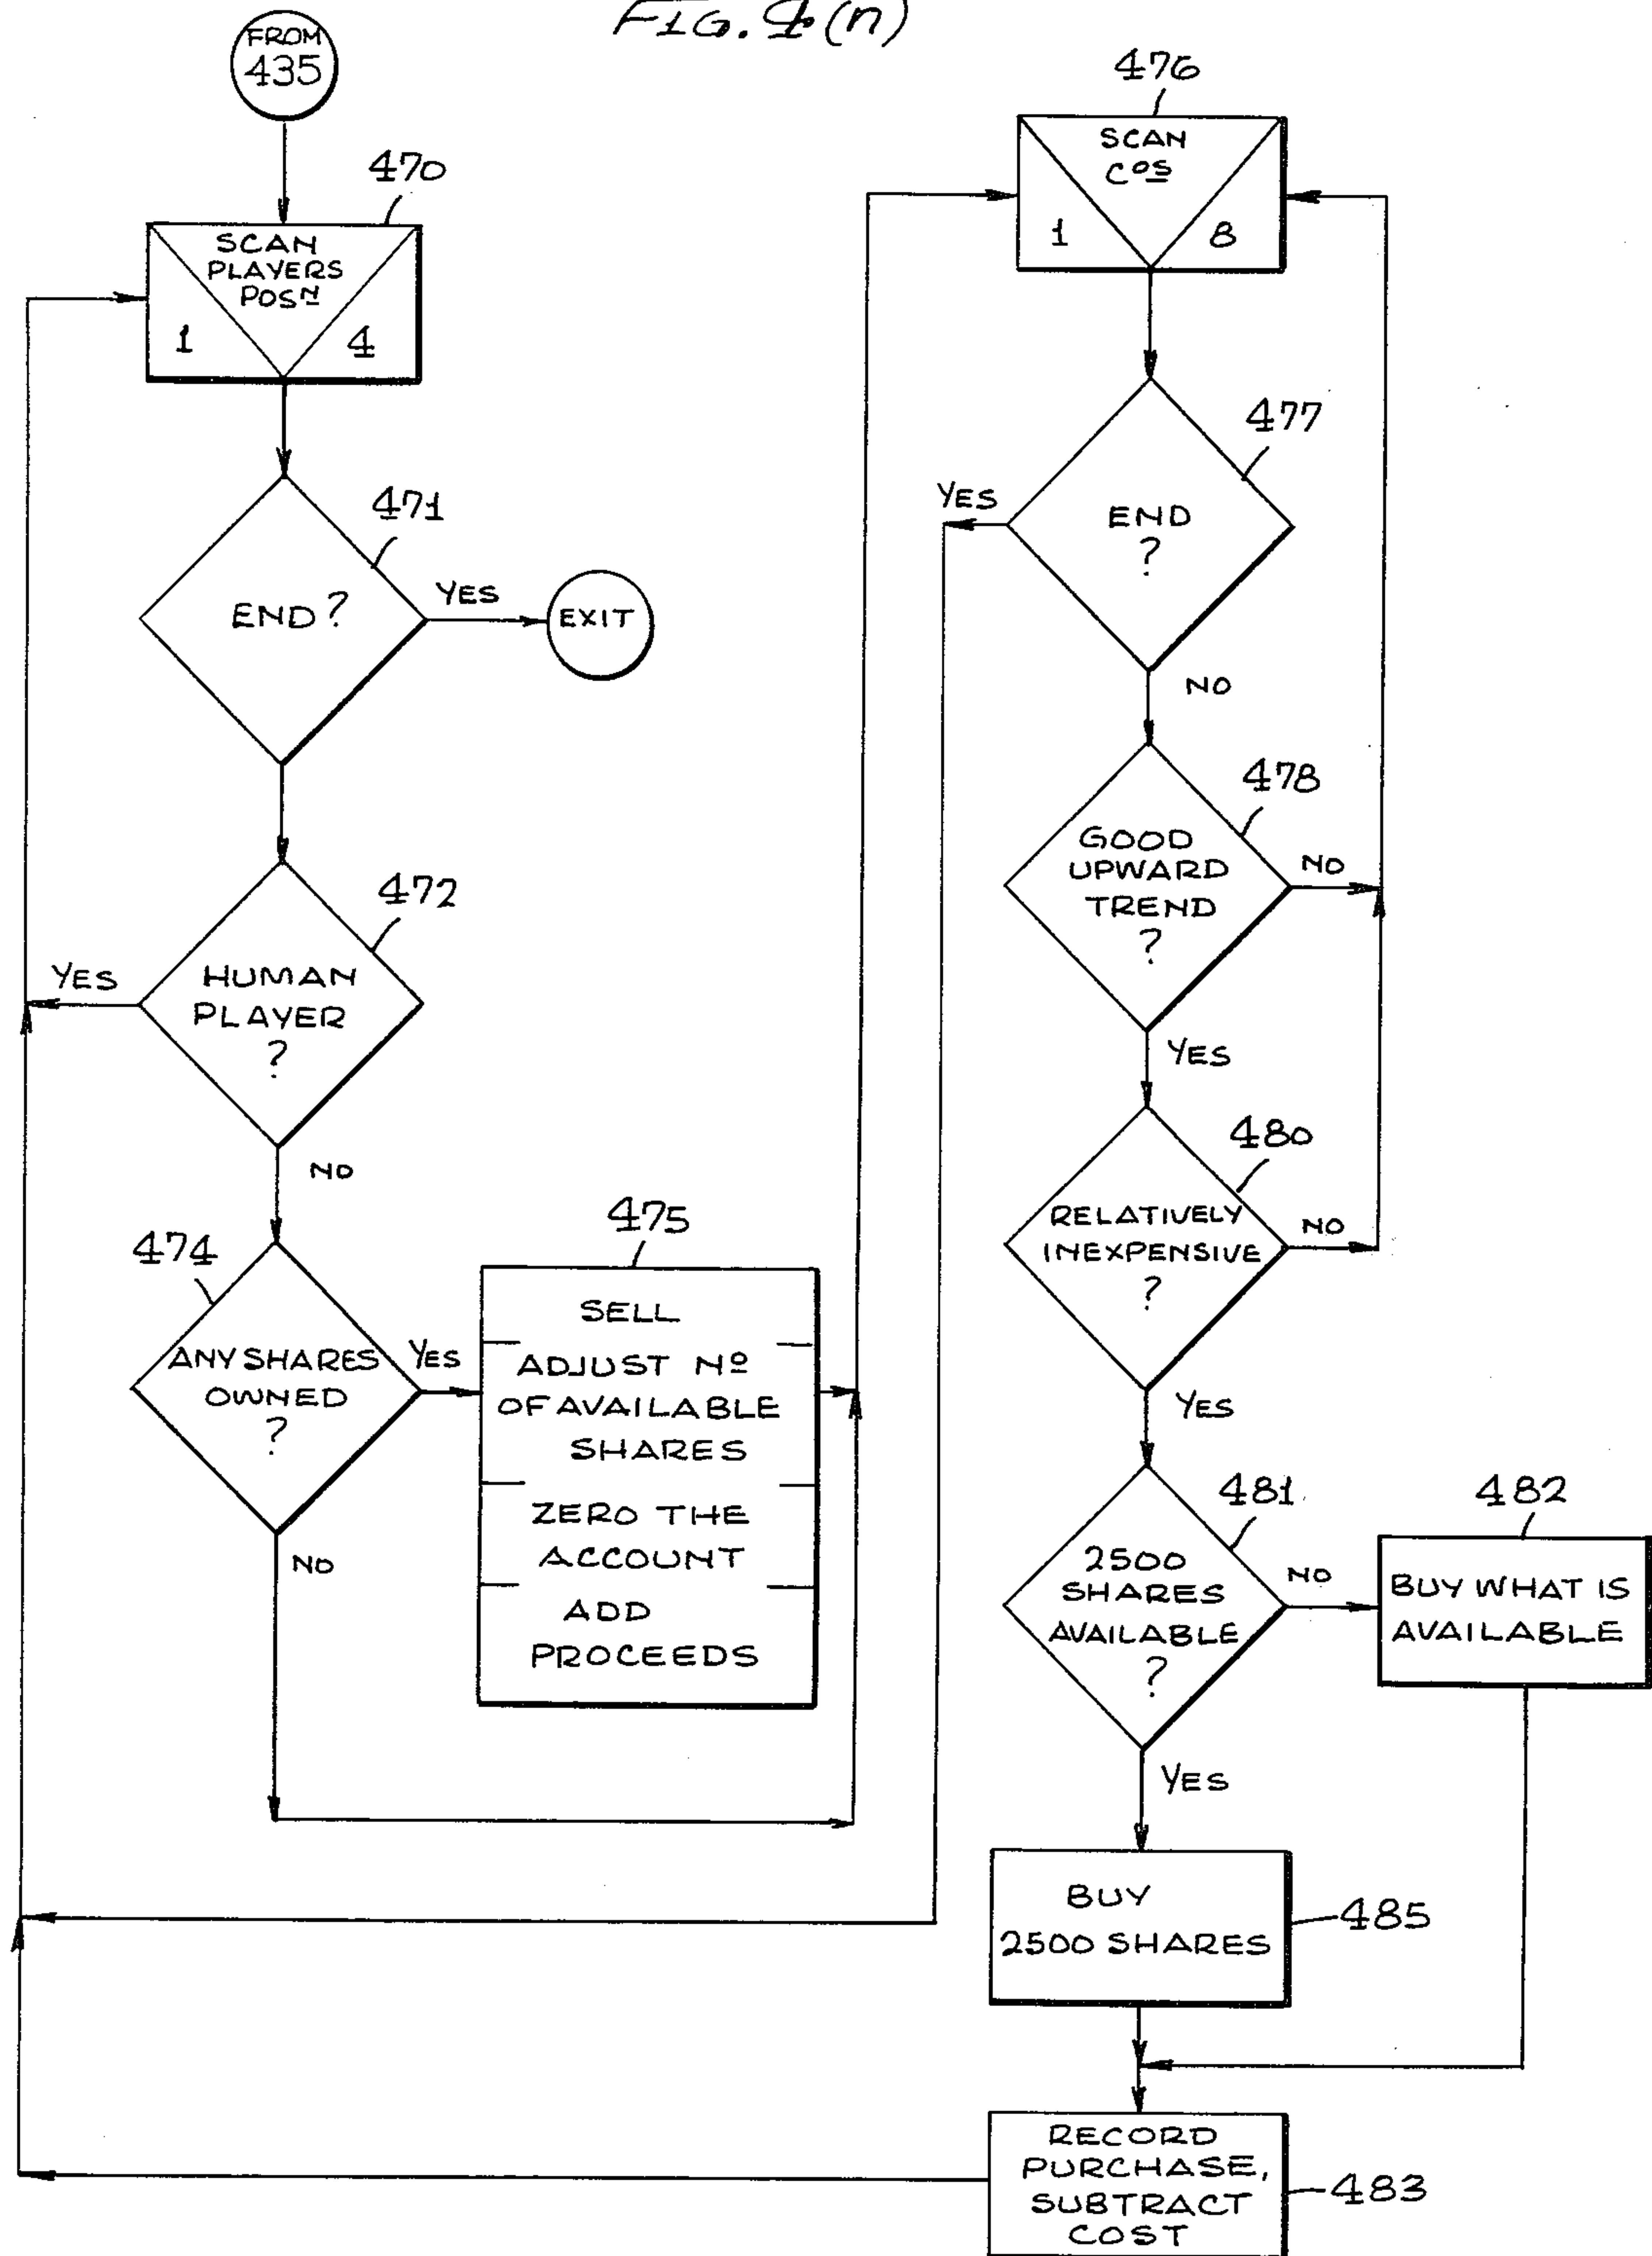 FIG. 4(n)
FROM
435
470
SCAN
PLAYERS
POSN
1
4
471
END?
YES
EXIT
472
HUMAN
PLAYER
?
YES
NO
474
ANY SHARES
OWNED
?
YES
NO
475
SELL
ADJUST Nº
OF AVAILABLE
SHARES
ZERO THE
ACCOUNT
ADD
PROCEEDS
476
SCAN
COS
1
8
477
END
?
YES
NO
478
GOOD
UPWARD
TREND
?
NO
YES
480
RELATIVELY
INEXPENSIVE
?
NO
YES
481
2500
SHARES
AVAILABLE
?
NO
YES
482
BUY WHAT IS
AVAILABLE
BUY
2500 SHARES
485
RECORD
PURCHASE,
SUBTRACT
COST
483